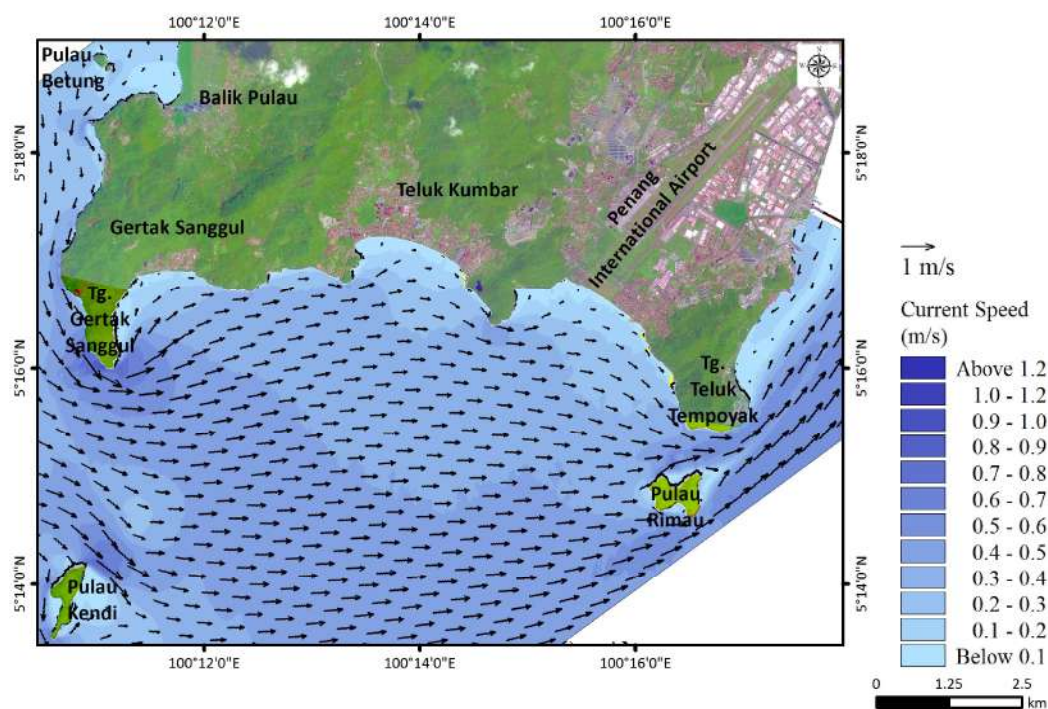 100°12'0"E
100°14'0"E
100°16'0"E
Pulau
Betung
Balik Pulau
5°18'0"N
5°18'0"N
Teluk Kumbar
Penang
International Airport
Gertak Sanggul
1 m/s
Tg.
Gertak
Sanggul
Current Speed
(m/s)
5°16'0"N
5°16'0"N
Tg.
Teluk
Tempoyak
Above 1.2
1.0 - 1.2
0.9 - 1.0
0.8 - 0.9
0.7 - 0.8
0.6 - 0.7
0.5 - 0.6
0.4 - 0.5
0.3 - 0.4
0.2 - 0.3
0.1 - 0.2
Below 0.1
Pulau
Rimau
Pulau
Kendi
5°14'0"N
5°14'0"N
100°12'0"E
100°14'0"E
100°16'0"E
0
1.25
2.5
km